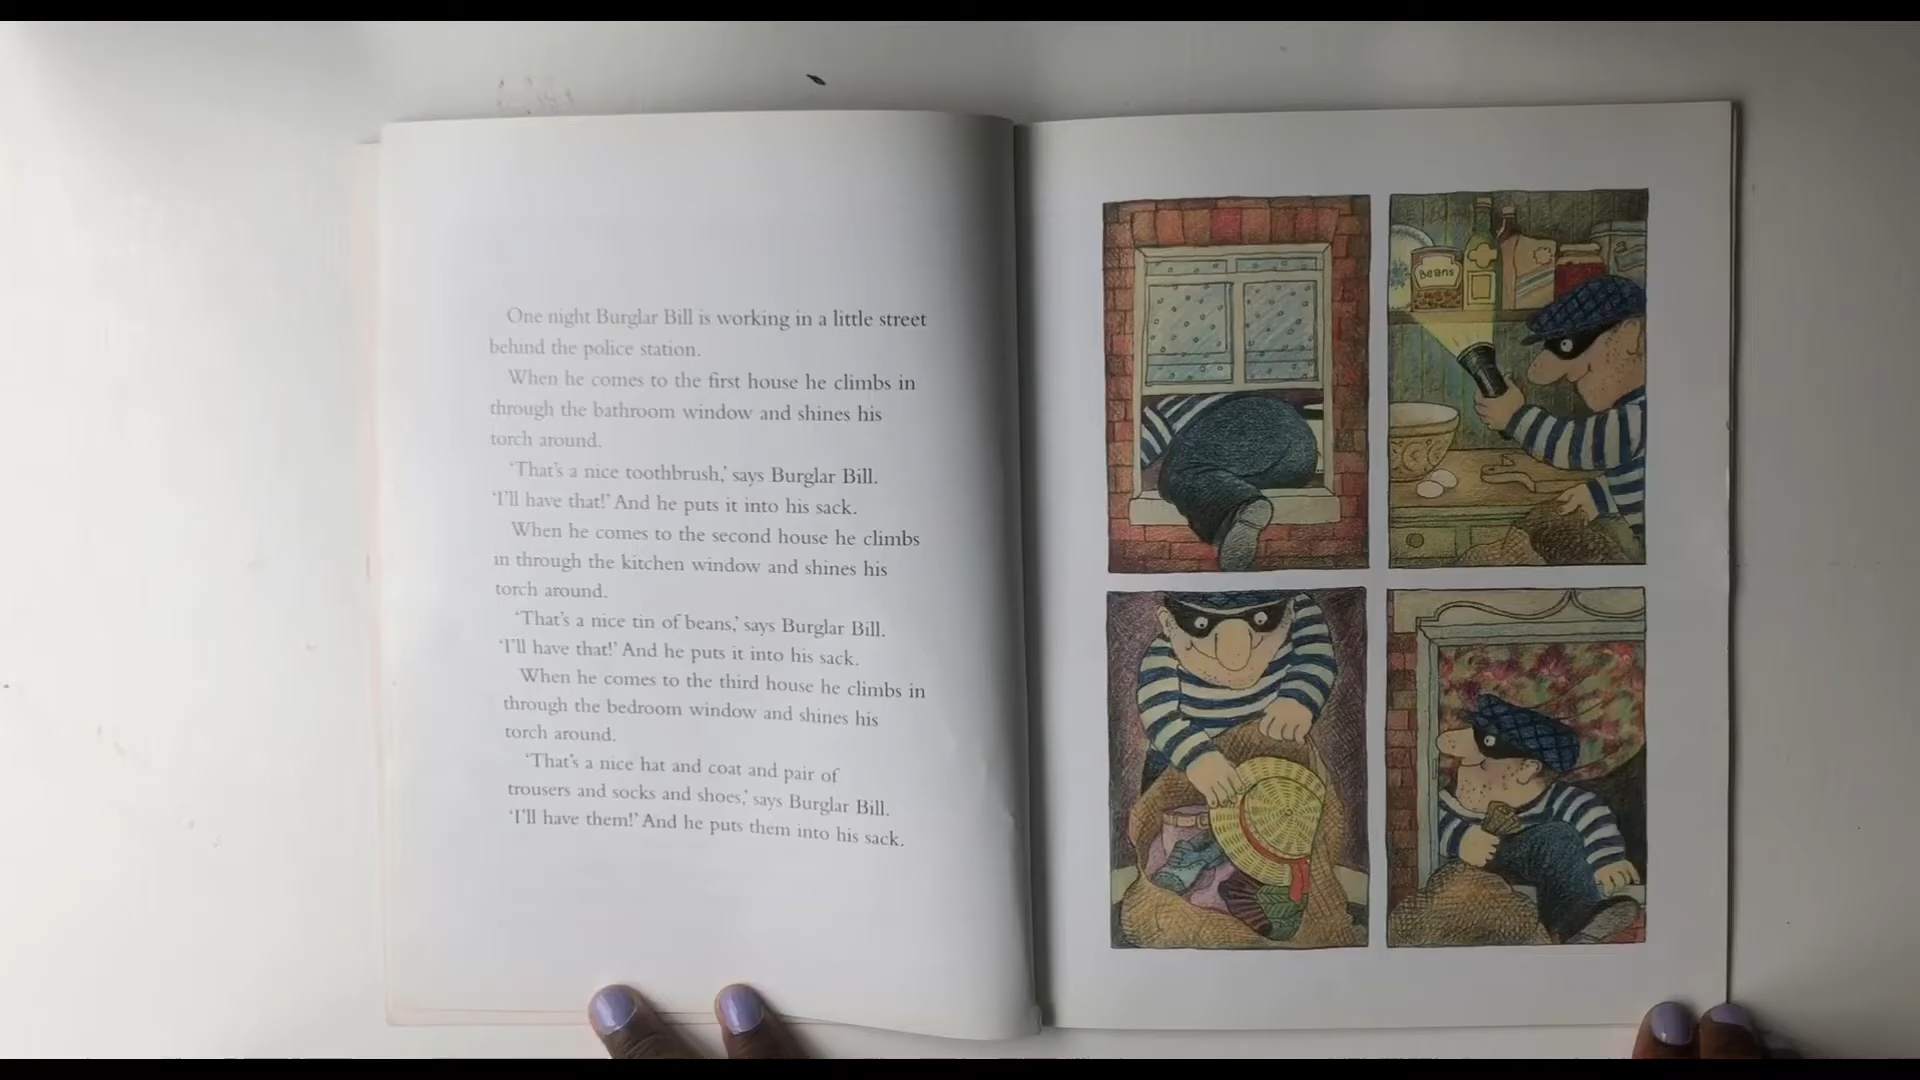 One night Burglar Bill is working in a little street
behind the police station.
When he comes to the first house he climbs in
through the bathroom window and shines his
torch around.
‘That’s a nice toothbrush,’ says Burglar Bill.
‘I’ll have that!’ And he puts it into his sack.
When he comes to the second house he climbs
in through the kitchen window and shines his
torch around.
‘That’s a nice tin of beans,’ says Burglar Bill.
‘I’ll have that!’ And he puts it into his sack.
When he comes to the third house he climbs in
through the bedroom window and shines his
torch around.
‘That’s a nice hat and coat and pair of
trousers and socks and shoes,’ says Burglar Bill.
‘I’ll have them!’ And he puts them into his sack.
Beans